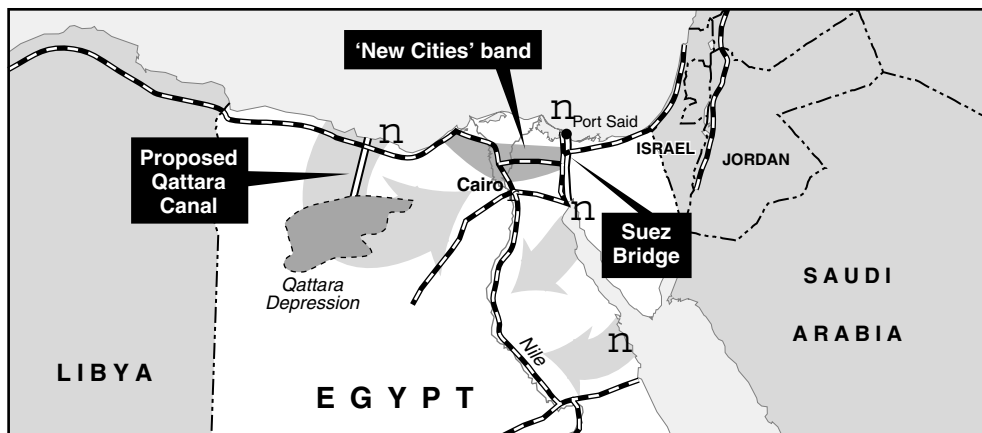 ‘New Cities’ band
n
Port Said
n
ISRAEL
JORDAN
Proposed
Qattara
Canal
Cairo
n
Suez
Bridge
Qattara
Depression
SAUDI
ARABIA
n
Nile
LIBYA
EGYPT